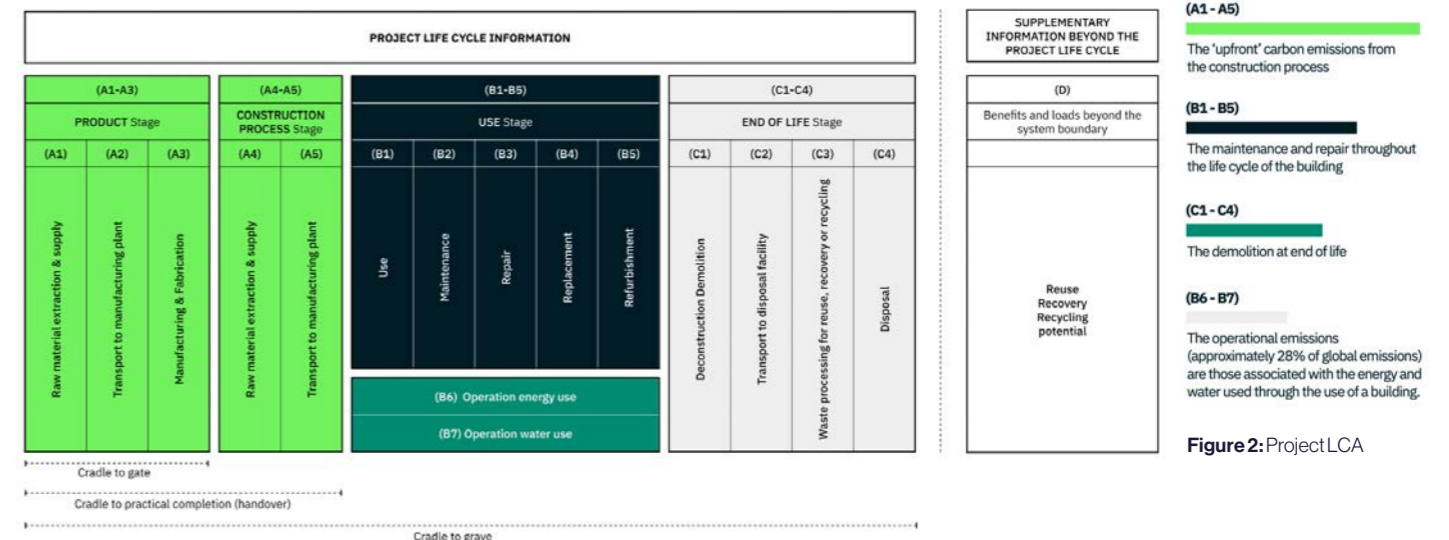 PROJECT LIFE CYCLE INFORMATION
(A1-A3)
PRODUCT Stage
(A1)
(A2)
(A3)
Raw material extraction & supply
Transport to manufacturing plant
Manufacturing & Fabrication
(A4-A5)
CONSTRUCTION
PROCESS Stage
(A4)
(A5)
Raw material extraction & supply
Transport to manufacturing plant
(B1-B5)
USE Stage
(B1)
(B2)
(B3)
(B4)
(B5)
Use
Maintenance
Repair
Replacement
Refurbishment
(B6) Operation energy use
(B7) Operation water use
(C1-C4)
END OF LIFE Stage
(C1)
(C2)
(C3)
(C4)
Deconstruction Demolition
Transport to disposal facility
Waste processing for reuse, recovery or recycling
Disposal
Cradle to gate
Cradle to practical completion (handover)
Cradle to grave
SUPPLEMENTARY
INFORMATION BEYOND THE
PROJECT LIFE CYCLE
(D)
Benefits and loads beyond the
system boundary
Reuse
Recovery
Recycling
potential
(A1 - A5)
The ‘upfront’ carbon emissions from
the construction process
(B1 - B5)
The maintenance and repair throughout
the life cycle of the building
(C1 - C4)
The demolition at end of life
(B6 - B7)
The operational emissions
(approximately 28% of global emissions)
are those associated with the energy and
water used through the use of a building.
Figure 2: Project LCA